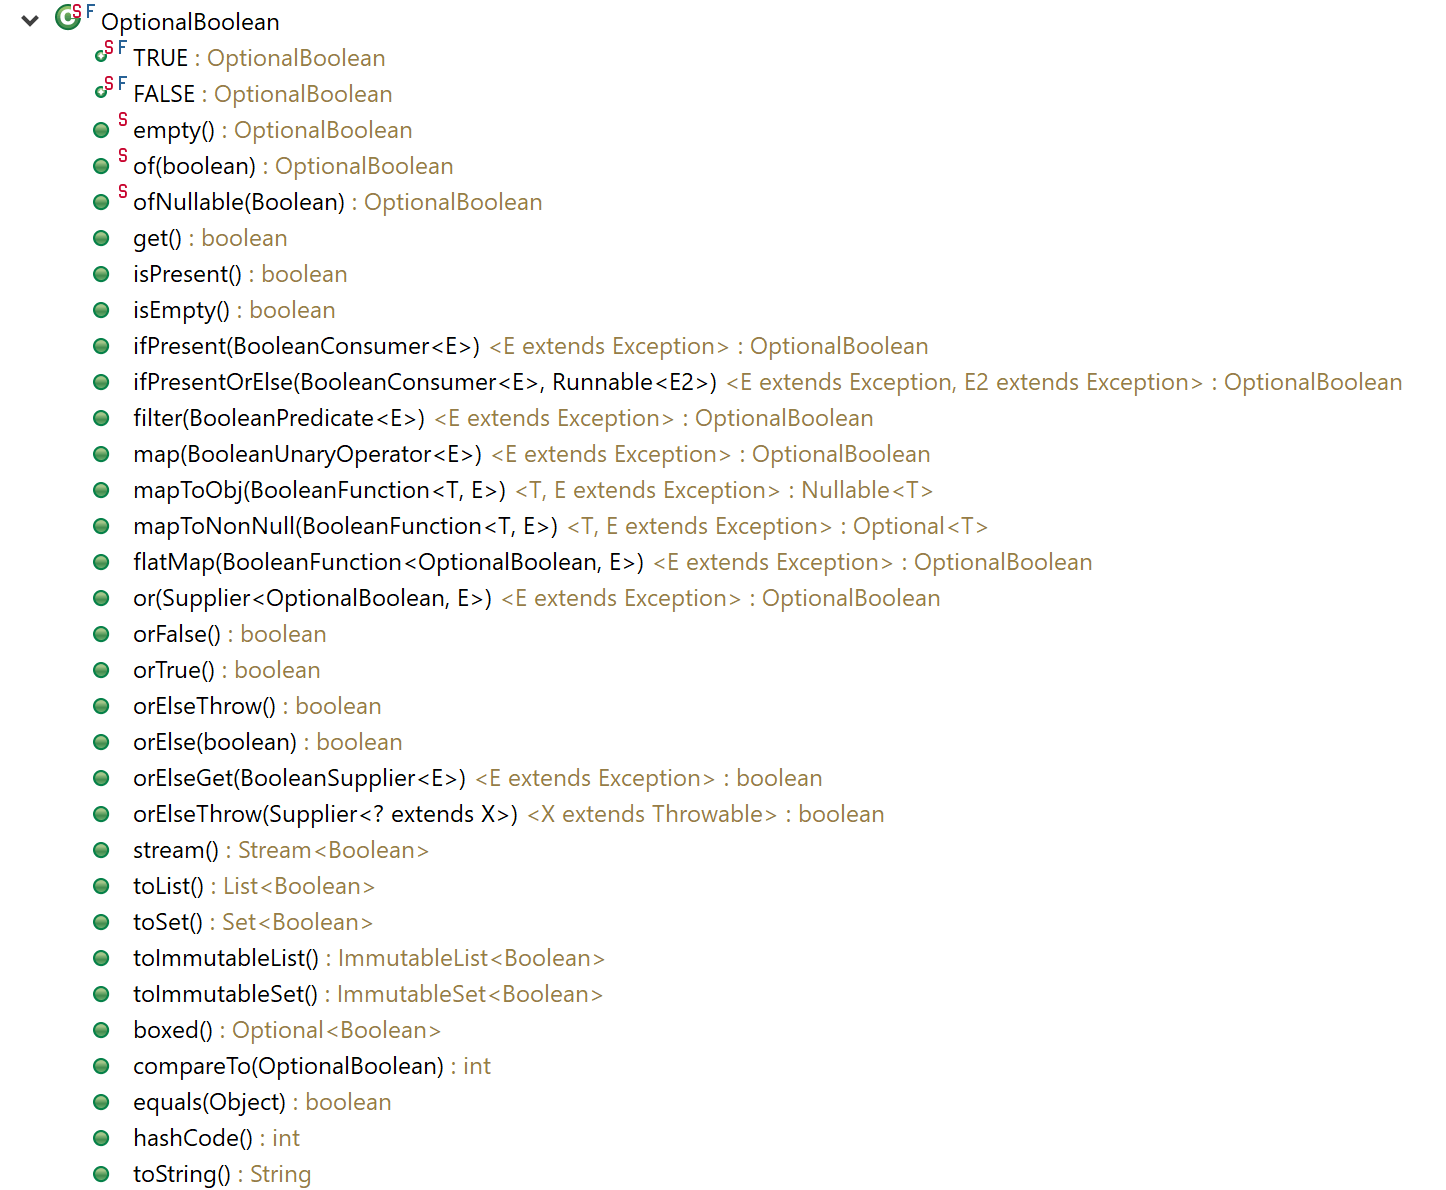 OptionalBoolean
TRUE : OptionalBoolean
FALSE : OptionalBoolean
empty() : OptionalBoolean
of(boolean) : OptionalBoolean
ofNullable(Boolean) : OptionalBoolean
get() : boolean
isPresent() : boolean
isEmpty() : boolean
ifPresent(BooleanConsumer<E>) <E extends Exception> : OptionalBoolean
ifPresentOrElse(BooleanConsumer<E>, Runnable<E2>) <E extends Exception, E2 extends Exception> : OptionalBoolean
filter(BooleanPredicate<E>) <E extends Exception> : OptionalBoolean
map(BooleanUnaryOperator<E>) <E extends Exception> : OptionalBoolean
mapToObj(BooleanFunction<T, E>) <T, E extends Exception> : Nullable<T>
mapToNonNull(BooleanFunction<T, E>) <T, E extends Exception> : Optional<T>
flatMap(BooleanFunction<OptionalBoolean, E>) <E extends Exception> : OptionalBoolean
or(Supplier<OptionalBoolean, E>) <E extends Exception> : OptionalBoolean
orFalse() : boolean
orTrue() : boolean
orElseThrow() : boolean
orElse(boolean) : boolean
orElseGet(BooleanSupplier<E>) <E extends Exception> : boolean
orElseThrow(Supplier<? extends X>) <X extends Throwable> : boolean
stream() : Stream<Boolean>
toList() : List<Boolean>
toSet() : Set<Boolean>
toImmutableList() : ImmutableList<Boolean>
toImmutableSet() : ImmutableSet<Boolean>
boxed() : Optional<Boolean>
compareTo(OptionalBoolean) : int
equals(Object) : boolean
hashCode() : int
toString() : String